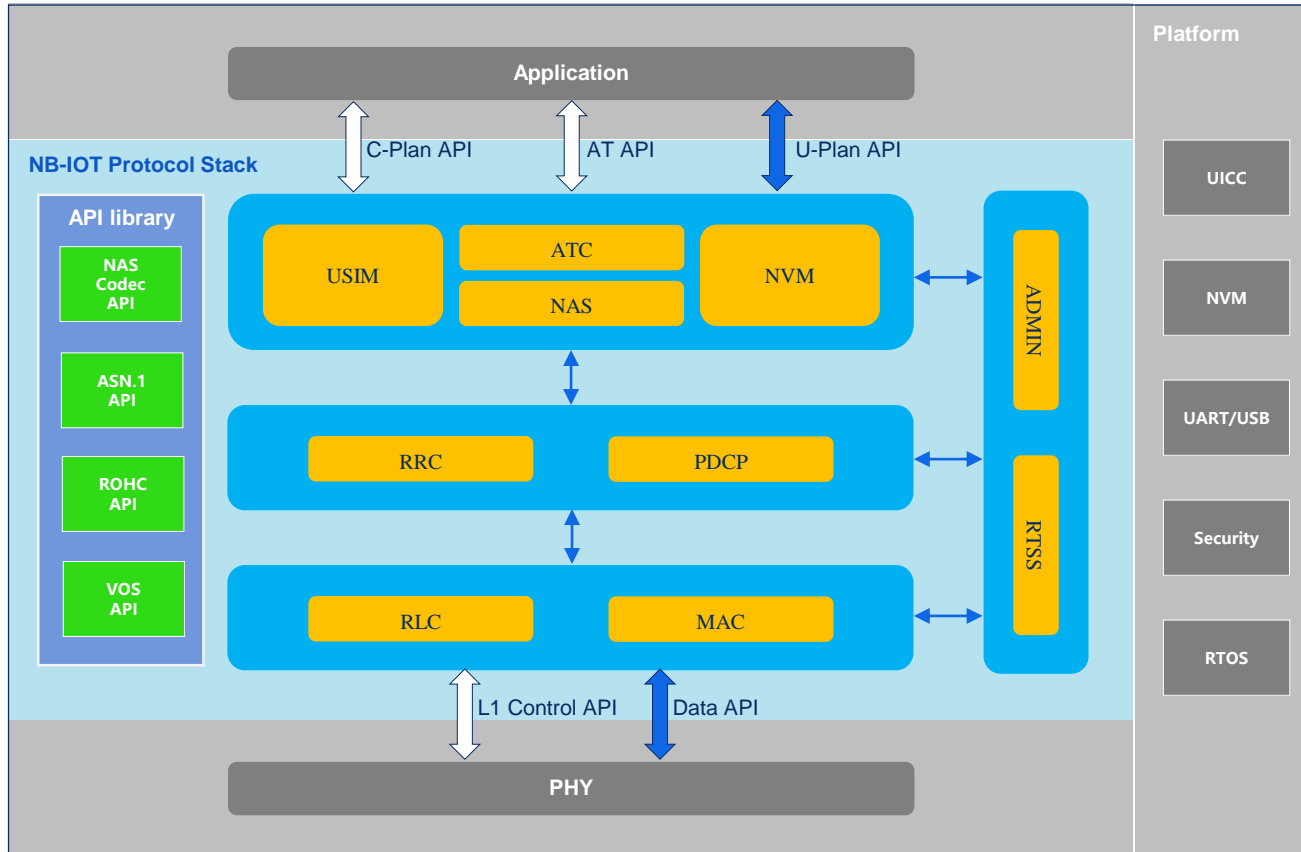 Platform
Application
C-Plan API
AT API
U-Plan API
NB-IOT Protocol Stack
API library
NAS
Codec
API
ASN.1
API
ROHC
API
VOS
API
USIM
ATC
NAS
NVM
RRC
PDCP
RLC
MAC
ADMIN
RTSS
L1 Control API
Data API
PHY
UICC
NVM
UART/USB
Security
RTOS